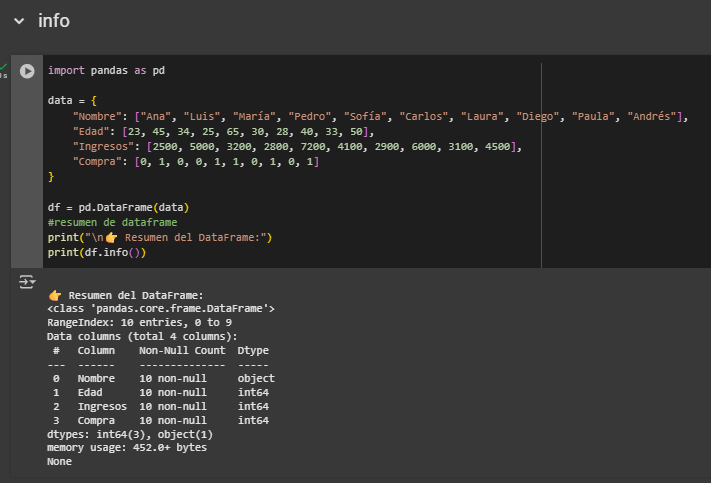 info
import pandas as pd
data = {
    "Nombre": ["Ana", "Luis", "María", "Pedro", "Sofía", "Carlos", "Laura", "Diego", "Paula", "Andrés"],
    "Edad": [23, 45, 34, 25, 65, 30, 28, 40, 33, 50],
    "Ingresos": [2500, 5000, 3200, 2800, 7200, 4100, 2900, 6000, 3100, 4500],
    "Compra": [0, 1, 0, 0, 1, 1, 0, 1, 0, 1]
}
df = pd.DataFrame(data)
#resumen de dataframe
print("\n👉 Resumen del DataFrame:")
print(df.info())
👉 Resumen del DataFrame:
<class 'pandas.core.frame.DataFrame'>
RangeIndex: 10 entries, 0 to 9
Data columns (total 4 columns):
 #   Column    Non-Null Count  Dtype
---  ------    --------------  -----
 0   Nombre    10 non-null     object
 1   Edad      10 non-null     int64
 2   Ingresos  10 non-null     int64
 3   Compra    10 non-null     int64
dtypes: int64(3), object(1)
memory usage: 452.0+ bytes
None